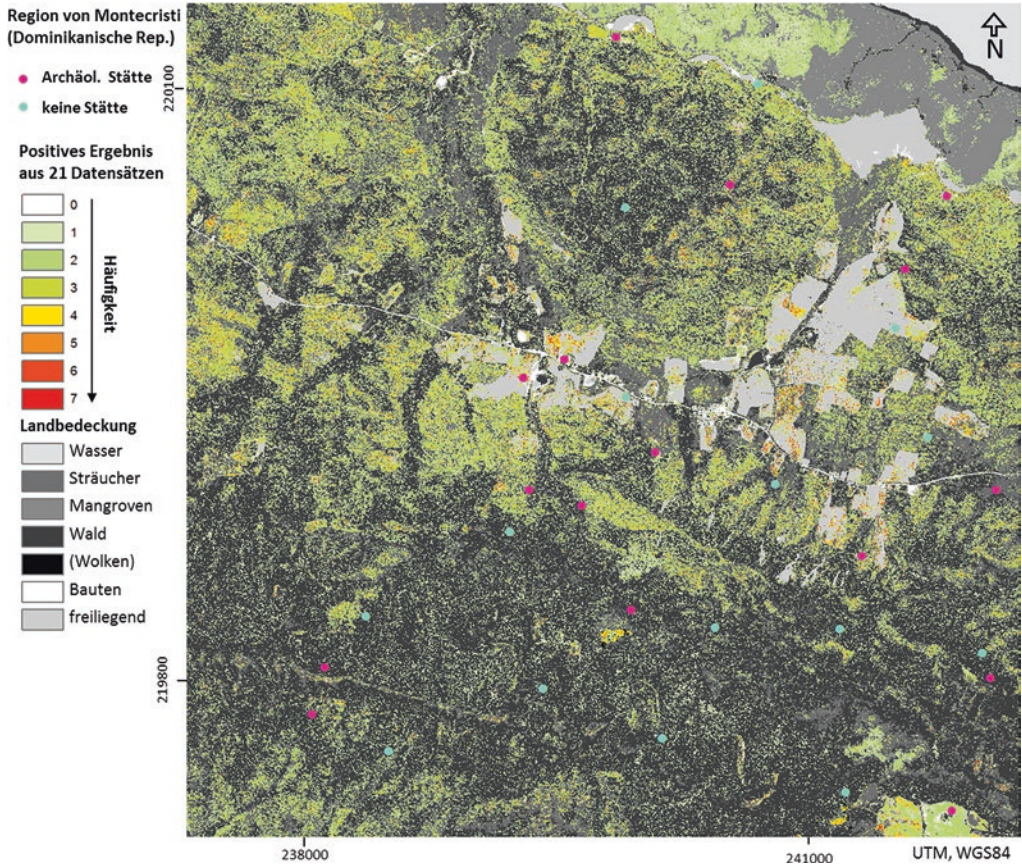 Region von Montecristi
(Dominikanische Rep.)
Archäol. Stätte
keine Stätte
Positives Ergebnis
aus 21 Datensätzen
0
1
2
3
4
5
6
7
Häufigkeit
Landbedeckung
Wasser
Sträucher
Mangroven
Wald
(Wolken)
Bauten
freiliegend
220100
219800
N
238000
241000
UTM, WGS84